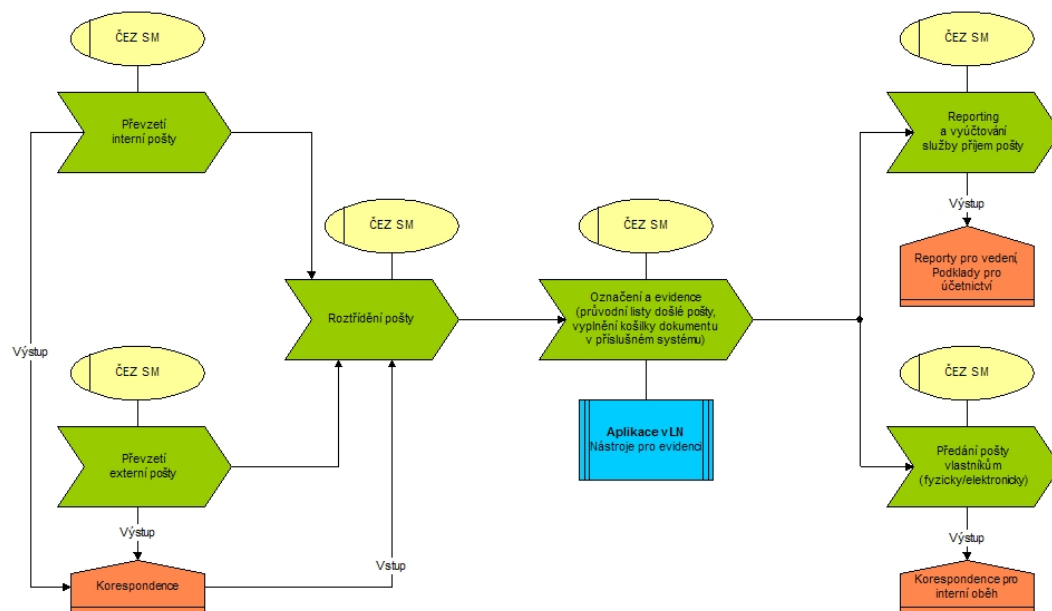 ČEZ SM
Převzetí
interní pošty
ČEZ SM
Reporting
a vyúčtování
služby příjem pošty
Výstup
Reporty pro vedení,
Podklady pro
účetnictví
ČEZ SM
Roztřídění pošty
ČEZ SM
Označení a evidence
(průvodní listy došlé pošty,
vyplnění košilky dokumentu
v příslušném systému)
Aplikace v LN
Nástroje pro evidenci
Výstup
ČEZ SM
Převzetí
externí pošty
Výstup
Korespondence
Vstup
ČEZ SM
Předání pošty
vlastníkům
(fyzicky/elektronicky)
Výstup
Korespondence pro
interní oběh